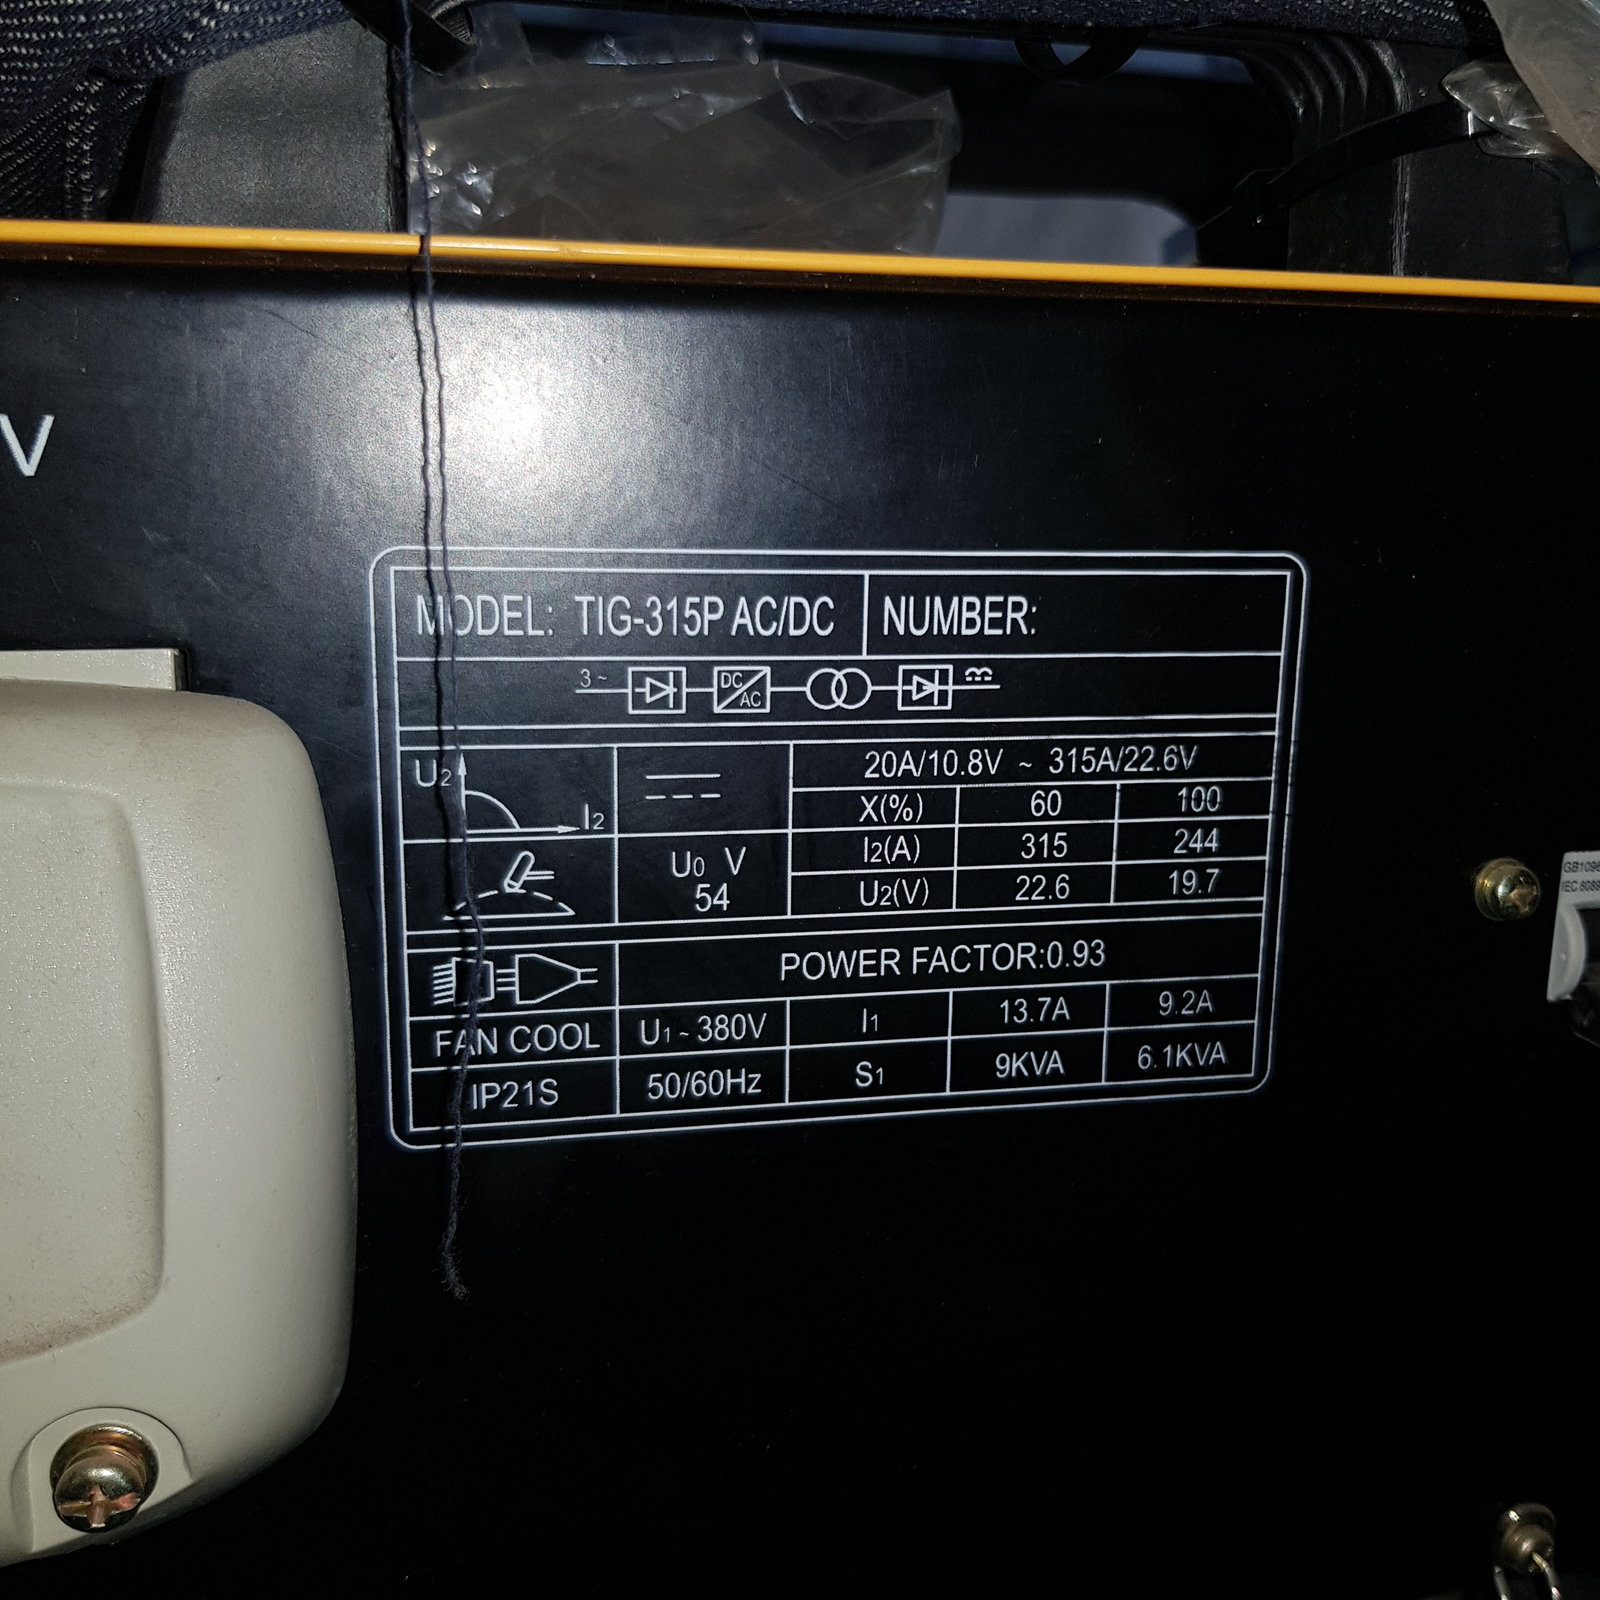 V
MODEL: TIG-315P AC/DC NUMBER:
3~ DC AC
U2 I2 20A/10.8V ~ 315A/22.6V
X(%) 60 100
U0 V I2(A) 315 244
54 U2(V) 22.6 19.7
POWER FACTOR:0.93
FAN COOL U1~380V I1 13.7A 9.2A
IP21S 50/60Hz S1 9KVA 6.1KVA